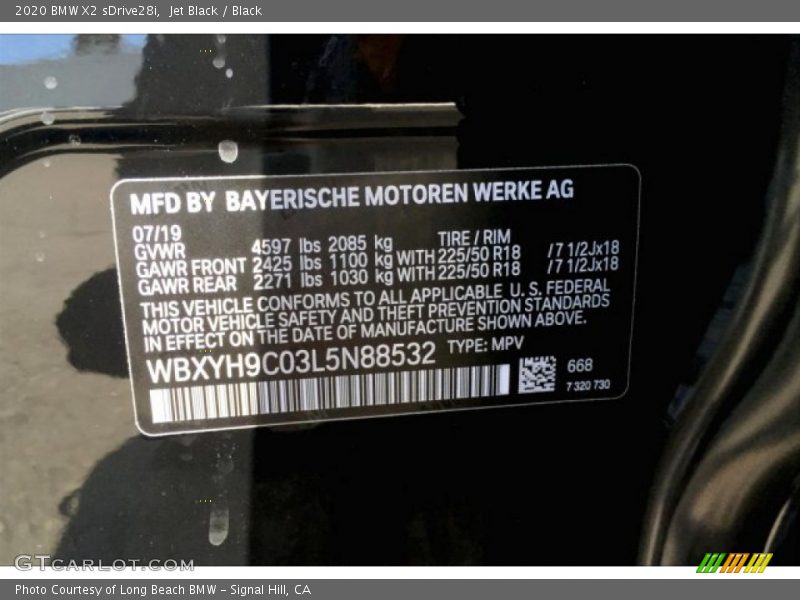 2020 BMW X2 sDrive28i, Jet Black / Black
MFD BY BAYERISCHE MOTOREN WERKE AG
07/19 TIRE / RIM
GVWR 4597 lbs 2085 kg
GAWR FRONT 2425 lbs 1100 kg WITH 225/50 R18 /7 1/2Jx18
GAWR REAR 2271 lbs 1030 kg WITH 225/50 R18 /7 1/2Jx18
THIS VEHICLE CONFORMS TO ALL APPLICABLE U. S. FEDERAL
MOTOR VEHICLE SAFETY AND THEFT PREVENTION STANDARDS
IN EFFECT ON THE DATE OF MANUFACTURE SHOWN ABOVE.
WBXYH9C03L5N88532 TYPE: MPV
668
7 320 730
GTCARLOT.COM
Photo Courtesy of Long Beach BMW - Signal Hill, CA